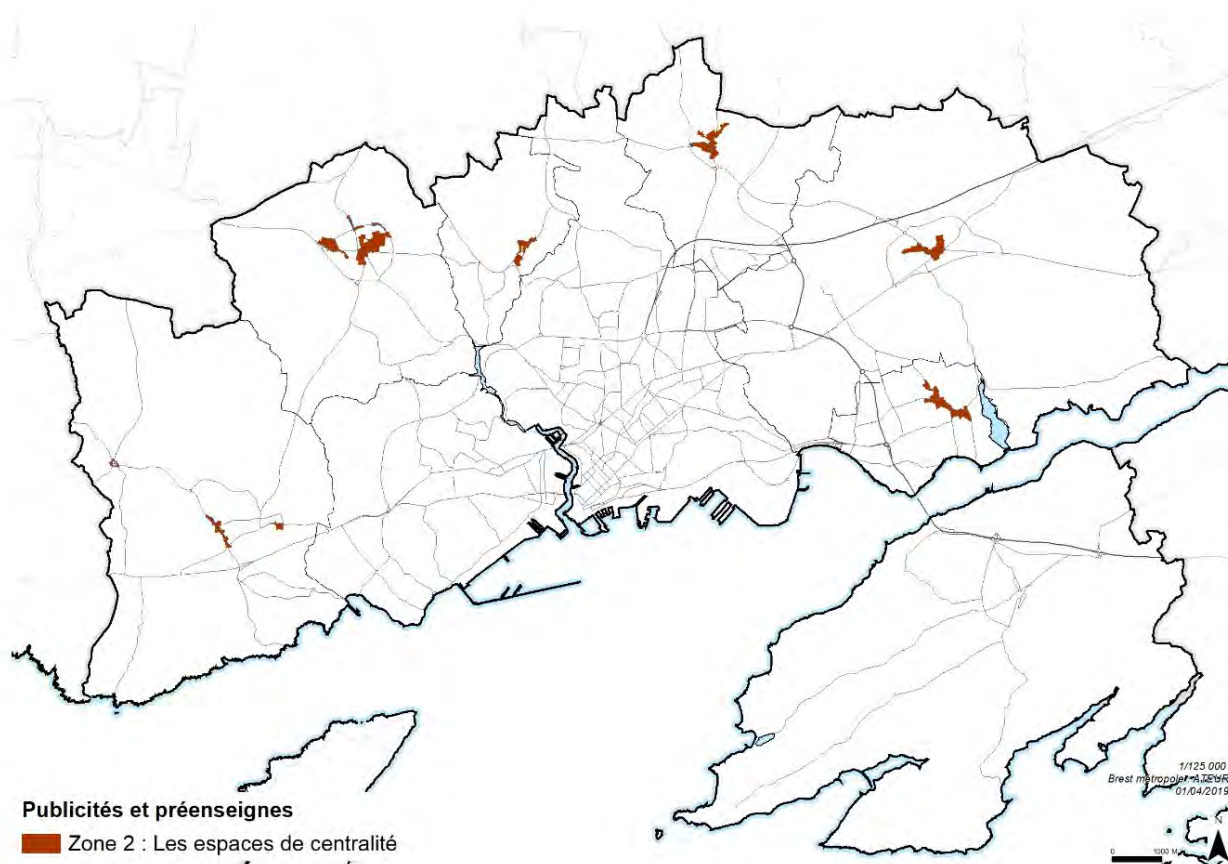 1/125 000
Brest métropole
01/04/2019
Publicités et préenseignes
Zone 2 : Les espaces de centralité
N
0 1000 M